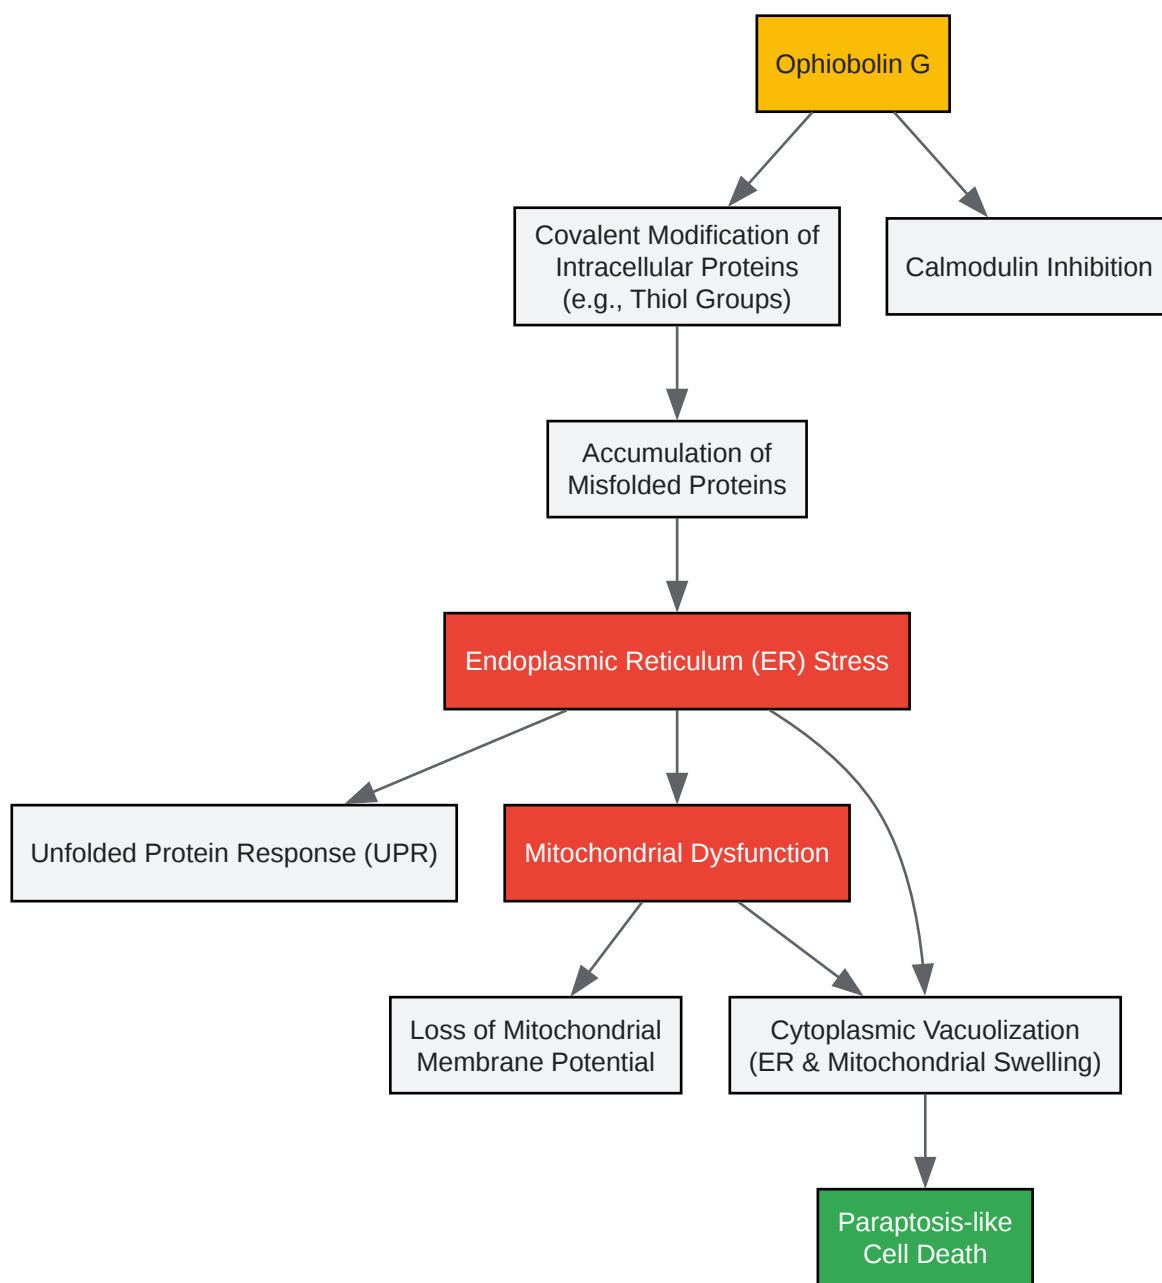 Ophiobolin G
Covalent Modification of
Intracellular Proteins
(e.g., Thiol Groups)
Calmodulin Inhibition
Accumulation of
Misfolded Proteins
Endoplasmic Reticulum (ER) Stress
Unfolded Protein Response (UPR)
Mitochondrial Dysfunction
Loss of Mitochondrial
Membrane Potential
Cytoplasmic Vacuolization
(ER & Mitochondrial Swelling)
Paraptosis-like
Cell Death